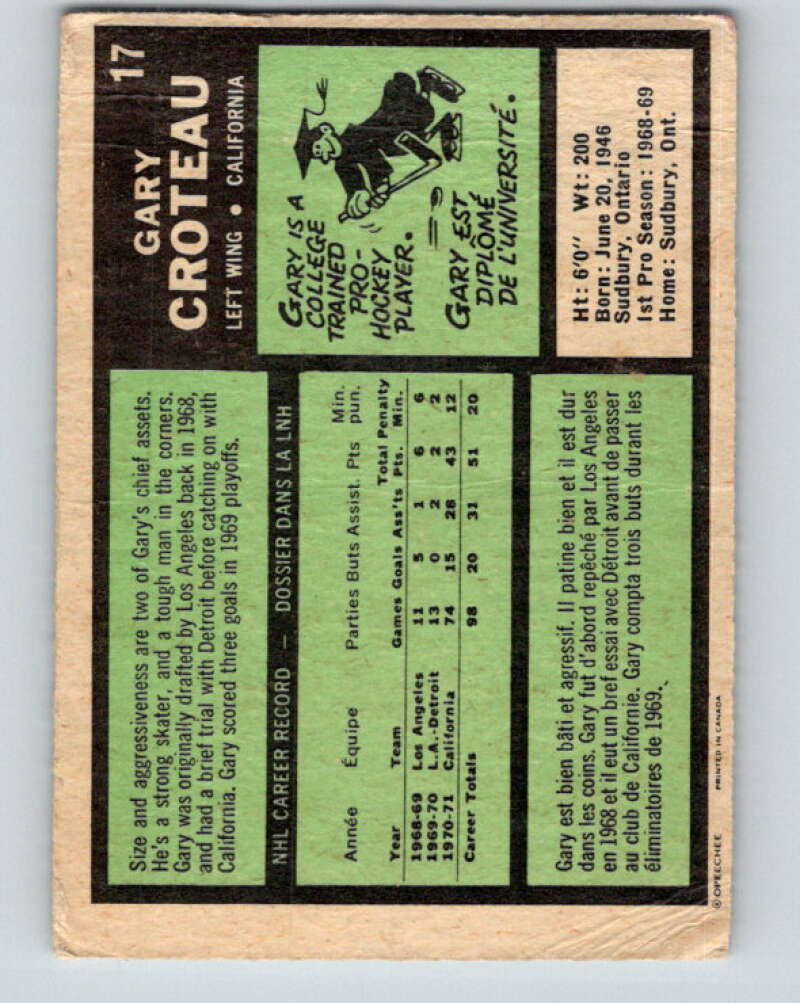 17
GARY
CROTEAU
LEFT WING • CALIFORNIA
GARY IS A
COLLEGE
TRAINED
PRO-
HOCKEY
PLAYER.
GARY EST
DIPLÔMÉ
DE L'UNIVERSITÉ.
Ht: 6'0" Wt: 200
Born: June 20, 1946
Sudbury, Ontario
1st Pro Season: 1968-69
Home: Sudbury, Ont.
Size and aggressiveness are two of Gary's chief assets.
He's a strong skater, and a tough man in the corners.
Gary was originally drafted by Los Angeles back in 1968,
and had a brief trial with Detroit before catching on with
California. Gary scored three goals in 1969 playoffs.
NHL CAREER RECORD — DOSSIER DANS LA LNH
Min.
Année Équipe Parties Buts Assist. Pts pun.
Total Penalty
Year Team Games Goals Ass'ts Pts. Min.
1968-69 Los Angeles 11 5 1 6 6
1969-70 L.A.-Detroit 13 0 2 2 2
1970-71 California 74 15 28 43 12
Career Totals 98 20 31 51 20
Gary est bien bâti et agressif. Il patine bien et il est dur
dans les coins. Gary fut d'abord repêché par Los Angeles
en 1968 et il eut un bref essai avec Détroit avant de passer
au club de Californie. Gary compta trois buts durant les
éliminatoires de 1969.
© OPEECHEE PRINTED IN CANADA